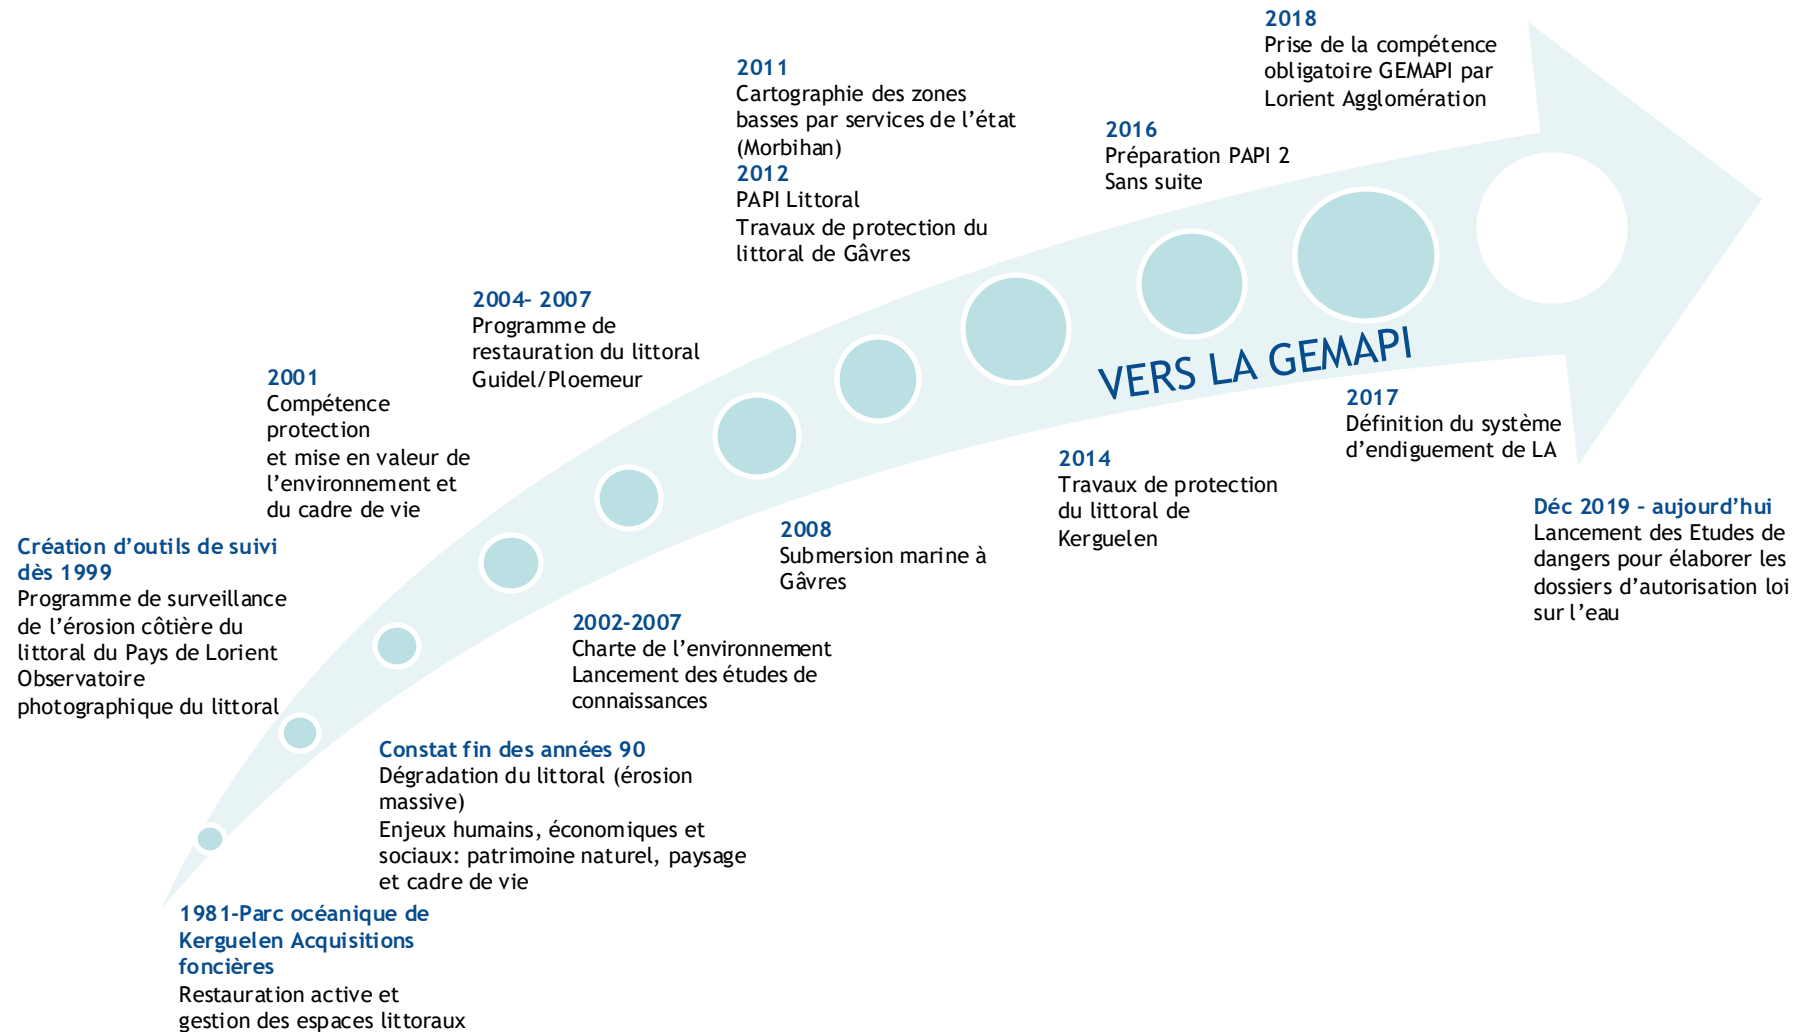 2018
Prise de la compétence
obligatoire GEMAPI par
Lorient Agglomération
2011
Cartographie des zones
basses par services de l'état
(Morbihan)
2012
PAPI Littoral
Travaux de protection du
littoral de Gâvres
2016
Préparation PAPI 2
Sans suite
2004- 2007
Programme de
restauration du littoral
Guidel/Ploemeur
2001
Compétence
protection
et mise en valeur de
l'environnement et
du cadre de vie
VERS LA GEMAPI
2017
Définition du système
d'endiguement de LA
2014
Travaux de protection
du littoral de
Kerguelen
Déc 2019 - aujourd'hui
Lancement des Etudes de
dangers pour élaborer les
dossiers d'autorisation loi
sur l'eau
2008
Submersion marine à
Gâvres
Création d'outils de suivi
dès 1999
Programme de surveillance
de l'érosion côtière du
littoral du Pays de Lorient
Observatoire
photographique du littoral
2002-2007
Charte de l'environnement
Lancement des études de
connaissances
Constat fin des années 90
Dégradation du littoral (érosion
massive)
Enjeux humains, économiques et
sociaux: patrimoine naturel, paysage
et cadre de vie
1981-Parc océanique de
Kerguelen Acquisitions
foncières
Restauration active et
gestion des espaces littoraux